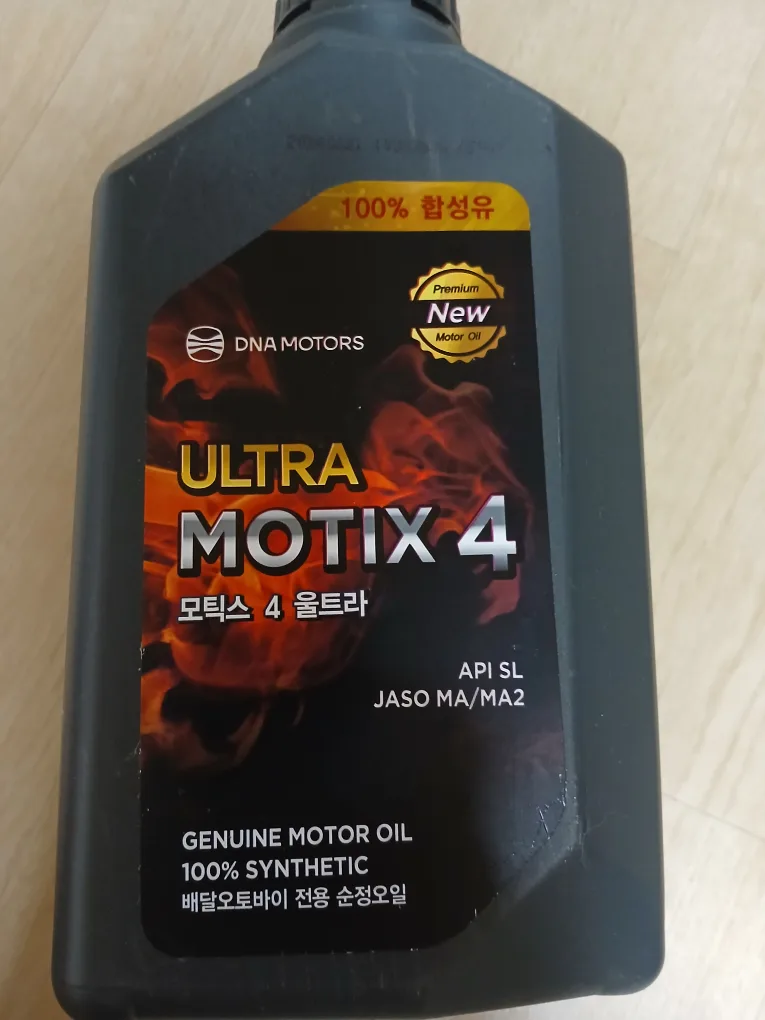 100% 합성유
Premium
New
Motor Oil
DNA MOTORS
ULTRA
MOTIX 4
모틱스 4 울트라
API SL
JASO MA/MA2
GENUINE MOTOR OIL
100% SYNTHETIC
배달오토바이 전용 순정오일